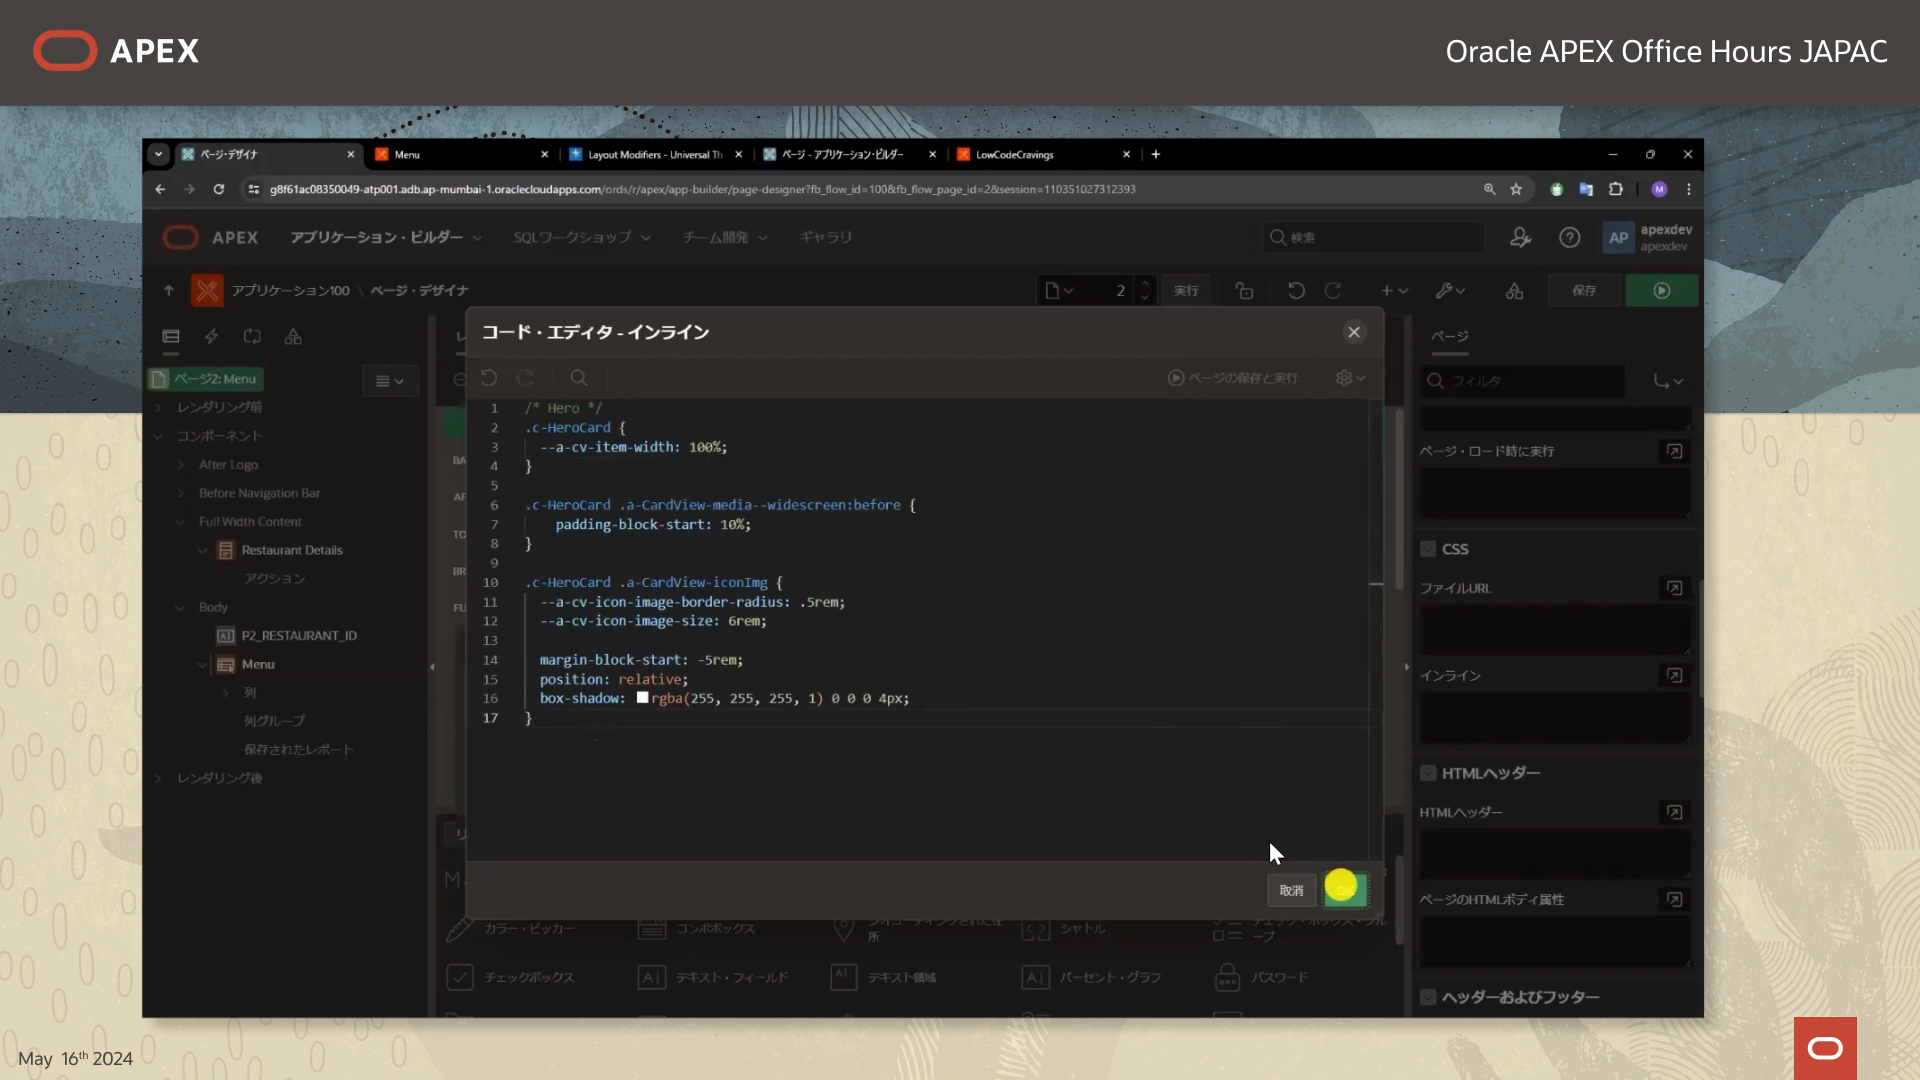 APEX
Oracle APEX Office Hours JAPAC
ページ・デザイナ
Menu
Layout Modifiers - Universal Th
ページ - アプリケーション・ビルダー
LowCodeCravings
g8f61ac08350049-atp001.adb.ap-mumbai-1.oraclecloudapps.com/ords/r/apex/app-builder/page-designer?fb_flow_id=100&fb_flow_page_id=2&session=110351027312393
M
APEX
アプリケーション・ビルダー
SQLワークショップ
チーム開発
ギャラリ
検索
AP
apexdev
apexdev
アプリケーション100 \ ページ・デザイナ
2
実行
保存
コード・エディタ - インライン
ページ
ページ2: Menu
ページの保存と実行
フィルタ
レンダリング前
コンポーネント
After Logo
Before Navigation Bar
Full Width Content
Restaurant Details
アクション
Body
P2_RESTAURANT_ID
Menu
列
列グループ
保存されたレポート
レンダリング後
BA
AF
TO
BR
FU
1 /* Hero */
2 .c-HeroCard {
3 --a-cv-item-width: 100%;
4 }
5
6 .c-HeroCard .a-CardView-media--widescreen:before {
7 padding-block-start: 10%;
8 }
9
10 .c-HeroCard .a-CardView-iconImg {
11 --a-cv-icon-image-border-radius: .5rem;
12 --a-cv-icon-image-size: 6rem;
13
14 margin-block-start: -5rem;
15 position: relative;
16 box-shadow: rgba(255, 255, 255, 1) 0 0 0 4px;
17 }
取消
ページ・ロード時に実行
CSS
ファイルURL
インライン
HTMLヘッダー
HTMLヘッダー
ページのHTMLボディ属性
ヘッダーおよびフッター
カラー・ピッカー
コンボボックス
所
シャトル
ープ
チェックボックス
テキスト・フィールド
テキスト領域
パーセント・グラフ
パスワード
May 16th 2024